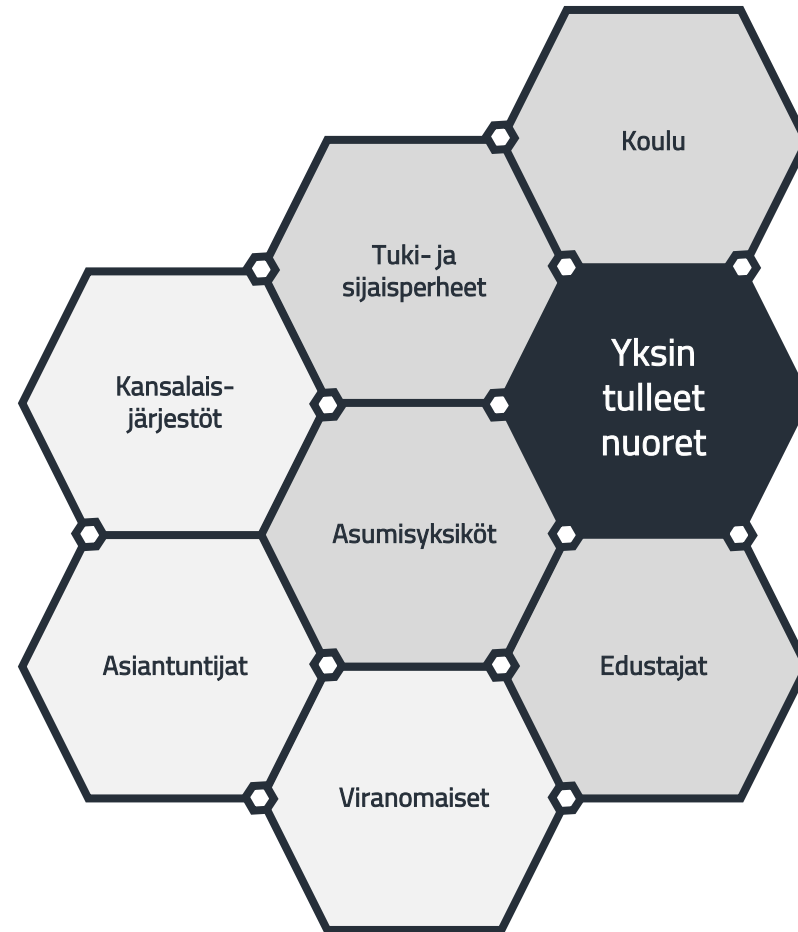 Koulu
Tuki- ja
sijaisperheet
Yksin
tulleet
nuoret
Kansalais-
järjestöt
Asumisyksiköt
Asiantuntijat
Edustajat
Viranomaiset